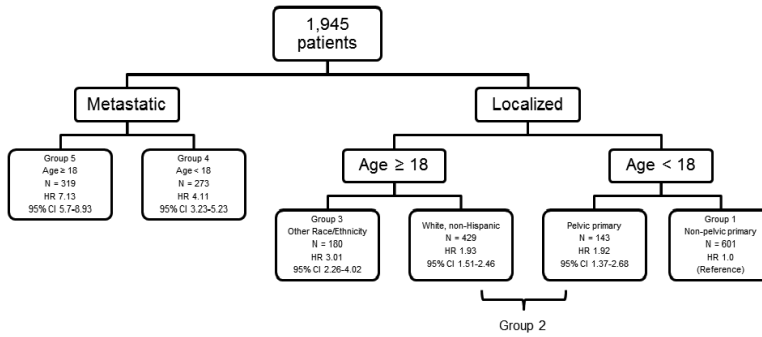 1,945
patients
Metastatic
Localized
Group 5
Age ≥ 18
N = 319
HR 7.13
95% CI 5.7-8.93
Group 4
Age < 18
N = 273
HR 4.11
95% CI 3.23-5.23
Age ≥ 18
Age < 18
Group 3
Other Race/Ethnicity
N = 180
HR 3.01
95% CI 2.26-4.02
White, non-Hispanic
N = 429
HR 1.93
95% CI 1.51-2.46
Pelvic primary
N = 143
HR 1.92
95% CI 1.37-2.68
Group 1
Non-pelvic primary
N = 601
HR 1.0
(Reference)
Group 2